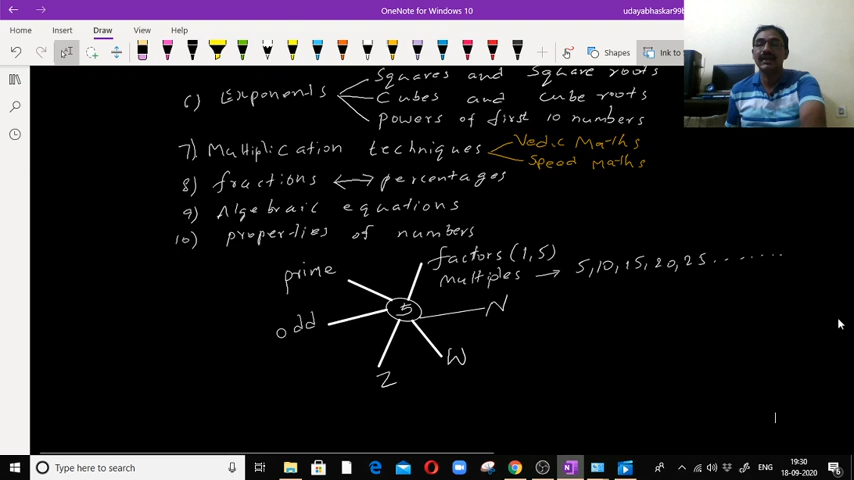 OneNote for Windows 10
udayabhaskar99
Home Insert Draw View Help
Shapes Ink to
6) Exponents
Squares and Square roots
Cubes and cube roots
Powers of first 10 numbers
7) Multiplication techniques
Vedic Maths
Speed Maths
8) fractions ↔ percentages
9) Algebraic equations
10) properties of numbers
prime
factors (1,5)
multiples → 5,10,15,20,25.......
5
N
odd
W
Z
Type here to search
ENG
19:30
18-09-2020